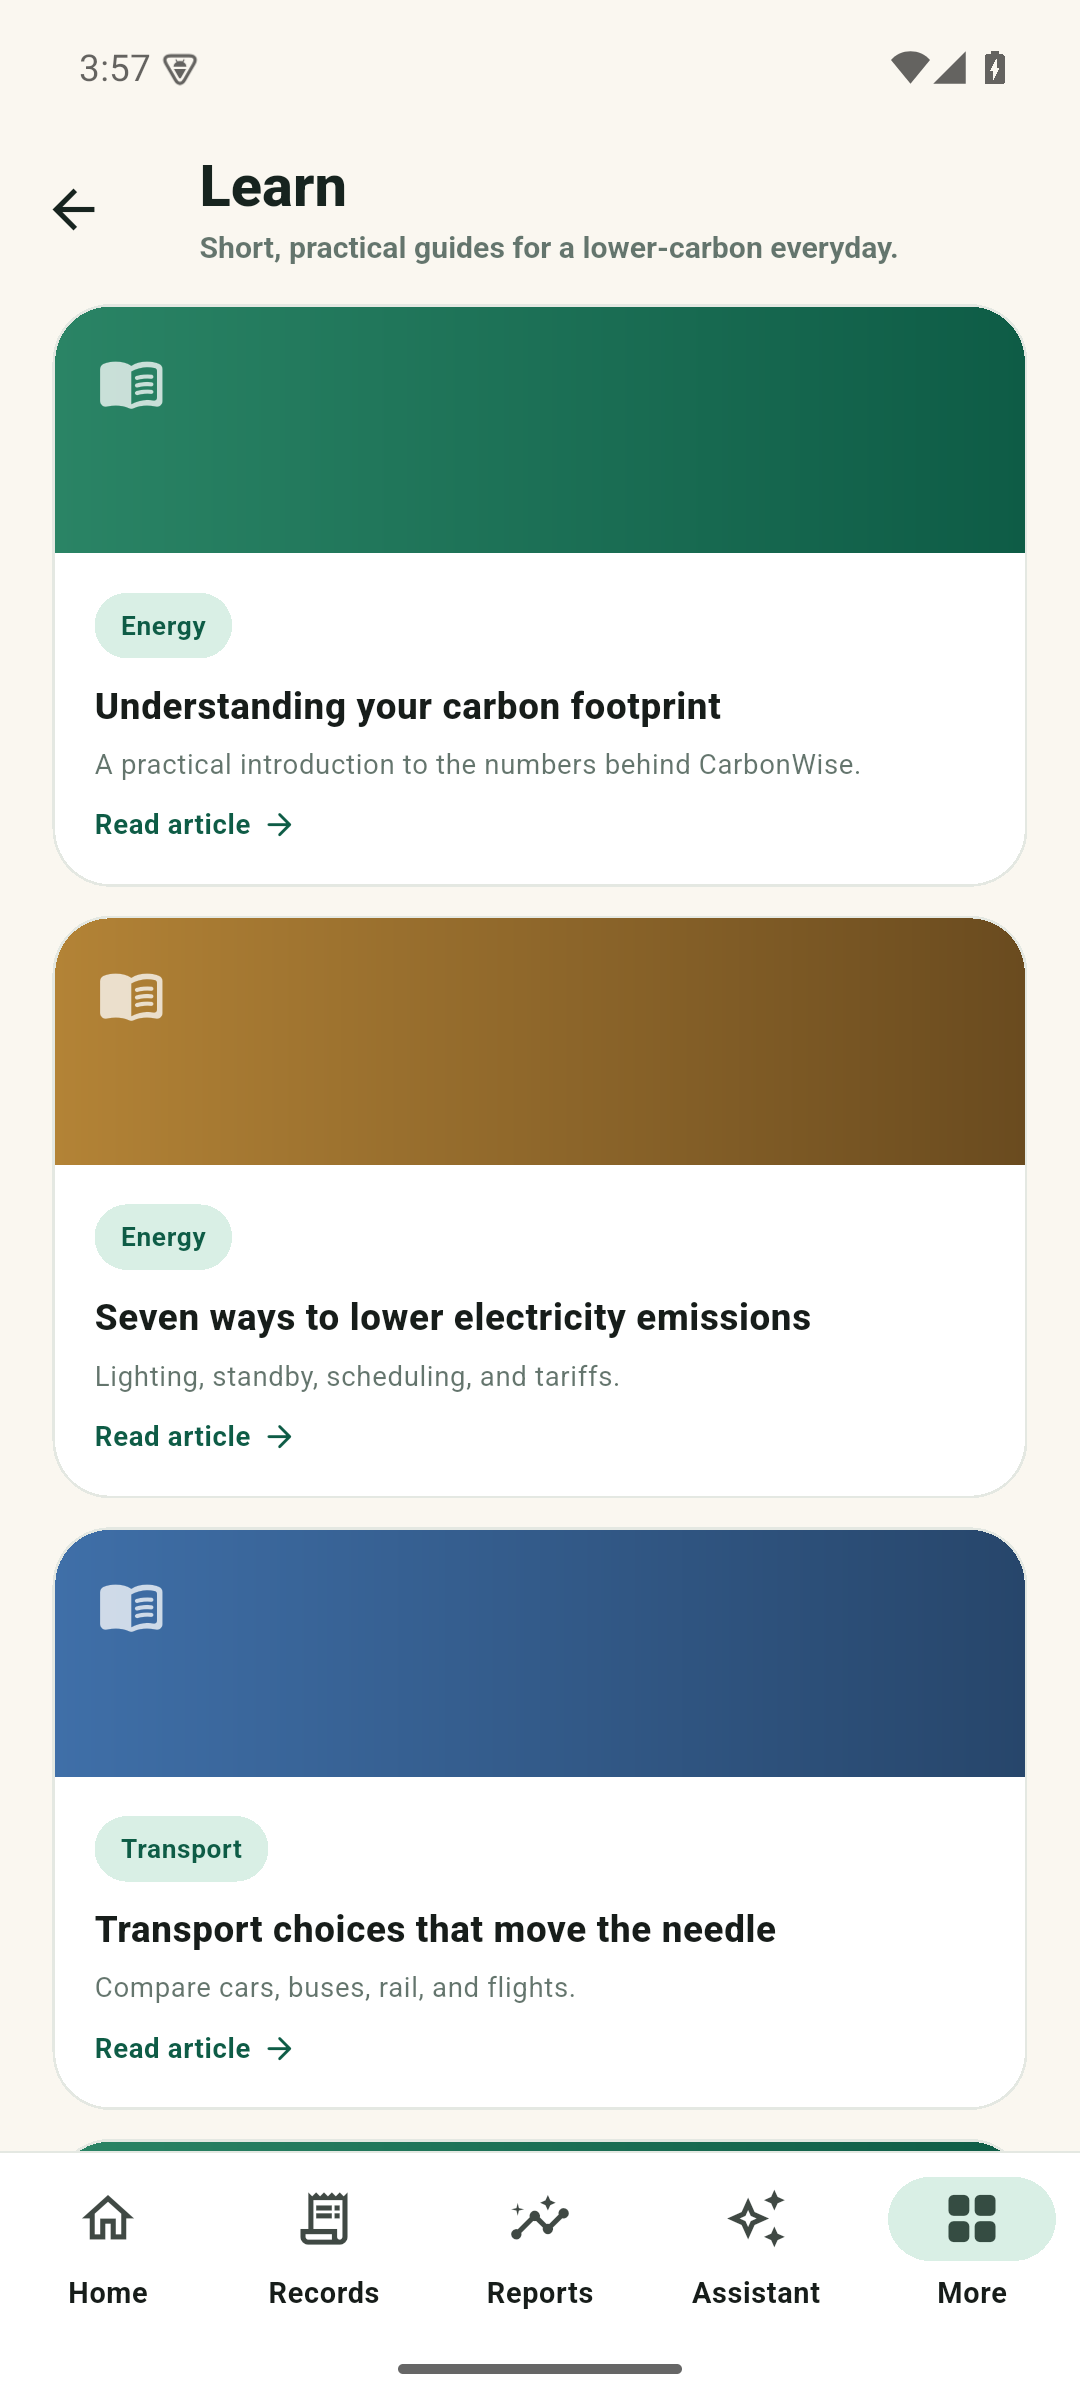 3:57
Learn
Short, practical guides for a lower-carbon everyday.
Energy
Understanding your carbon footprint
A practical introduction to the numbers behind CarbonWise.
Read article
Energy
Seven ways to lower electricity emissions
Lighting, standby, scheduling, and tariffs.
Read article
Transport
Transport choices that move the needle
Compare cars, buses, rail, and flights.
Read article
Home
Records
Reports
Assistant
More